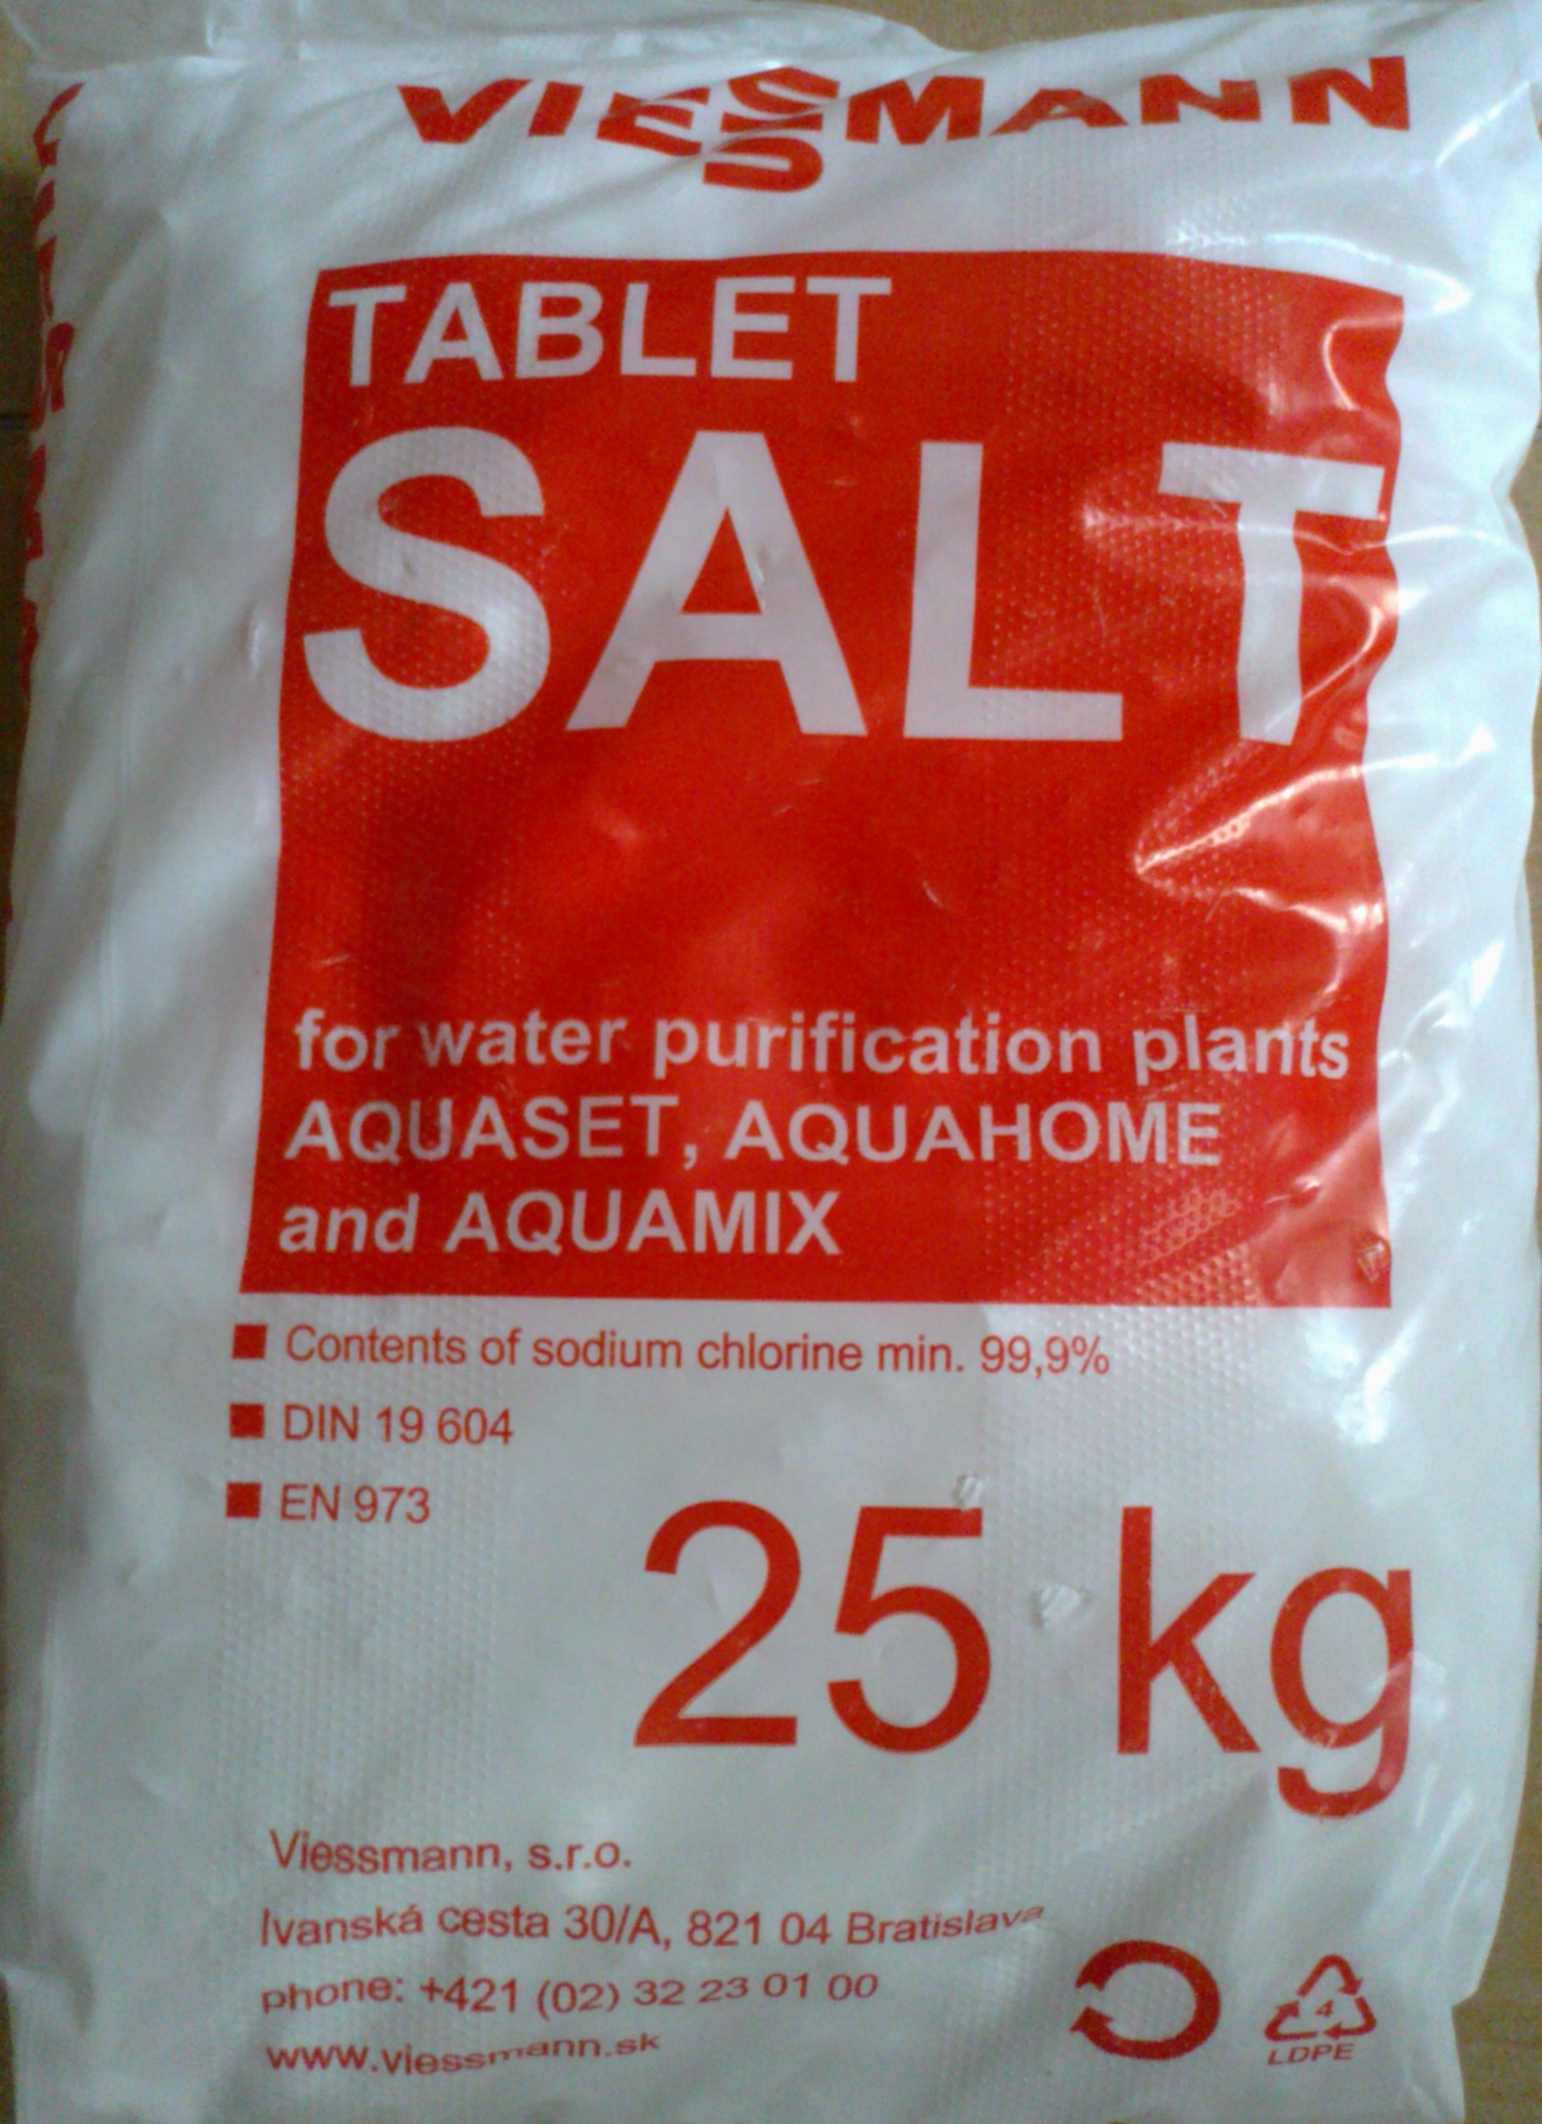 VIESSMANN
TABLET
SALT
for water purification plants
AQUASET, AQUAHOME
and AQUAMIX
■ Contents of sodium chlorine min. 99,9%
■ DIN 19 604
■ EN 973
25 kg
Viessmann, s.r.o.
Ivanská cesta 30/A, 821 04 Bratislava
phone: +421 (02) 32 23 01 00
www.viessmann.sk
4
LDPE